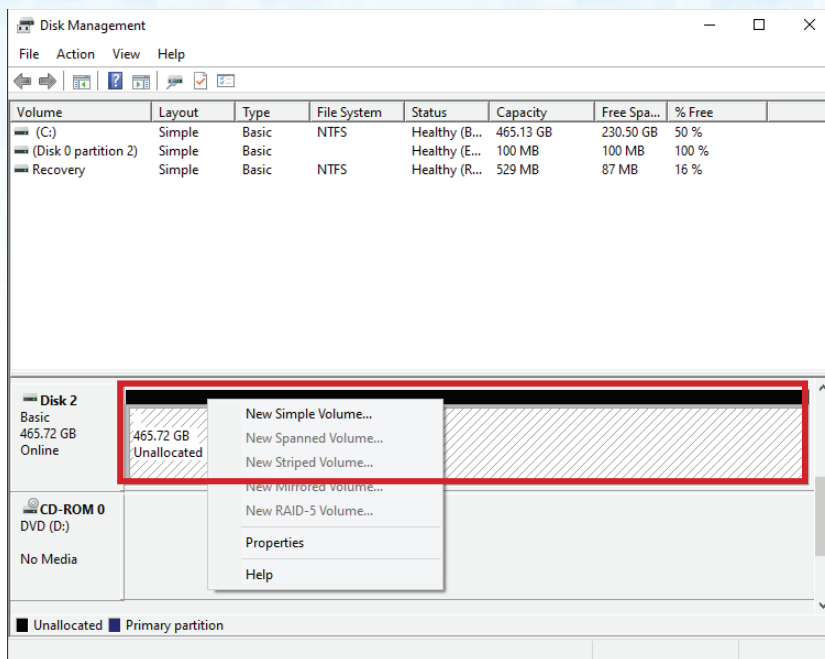 Disk Management
File Action View Help
Volume Layout Type File System Status Capacity Free Spa... % Free
(C:) Simple Basic NTFS Healthy (B... 465.13 GB 230.50 GB 50 %
(Disk 0 partition 2) Simple Basic Healthy (E... 100 MB 100 MB 100 %
Recovery Simple Basic NTFS Healthy (R... 529 MB 87 MB 16 %
Disk 2
Basic
465.72 GB
Online
465.72 GB
Unallocated
New Simple Volume...
New Spanned Volume...
New Striped Volume...
New Mirrored Volume...
New RAID-5 Volume...
Properties
Help
CD-ROM 0
DVD (D:)
No Media
Unallocated Primary partition